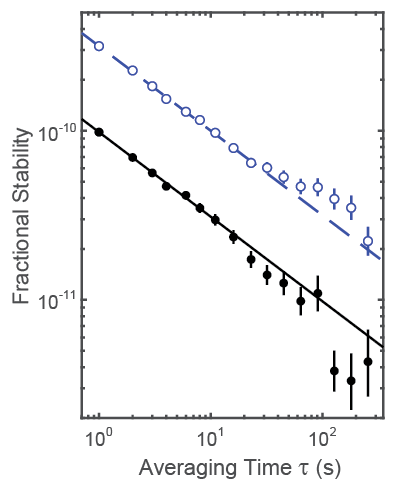 Fractional Stability
10⁻¹⁰
10⁻¹¹
10⁰ 10¹ 10²
Averaging Time τ (s)